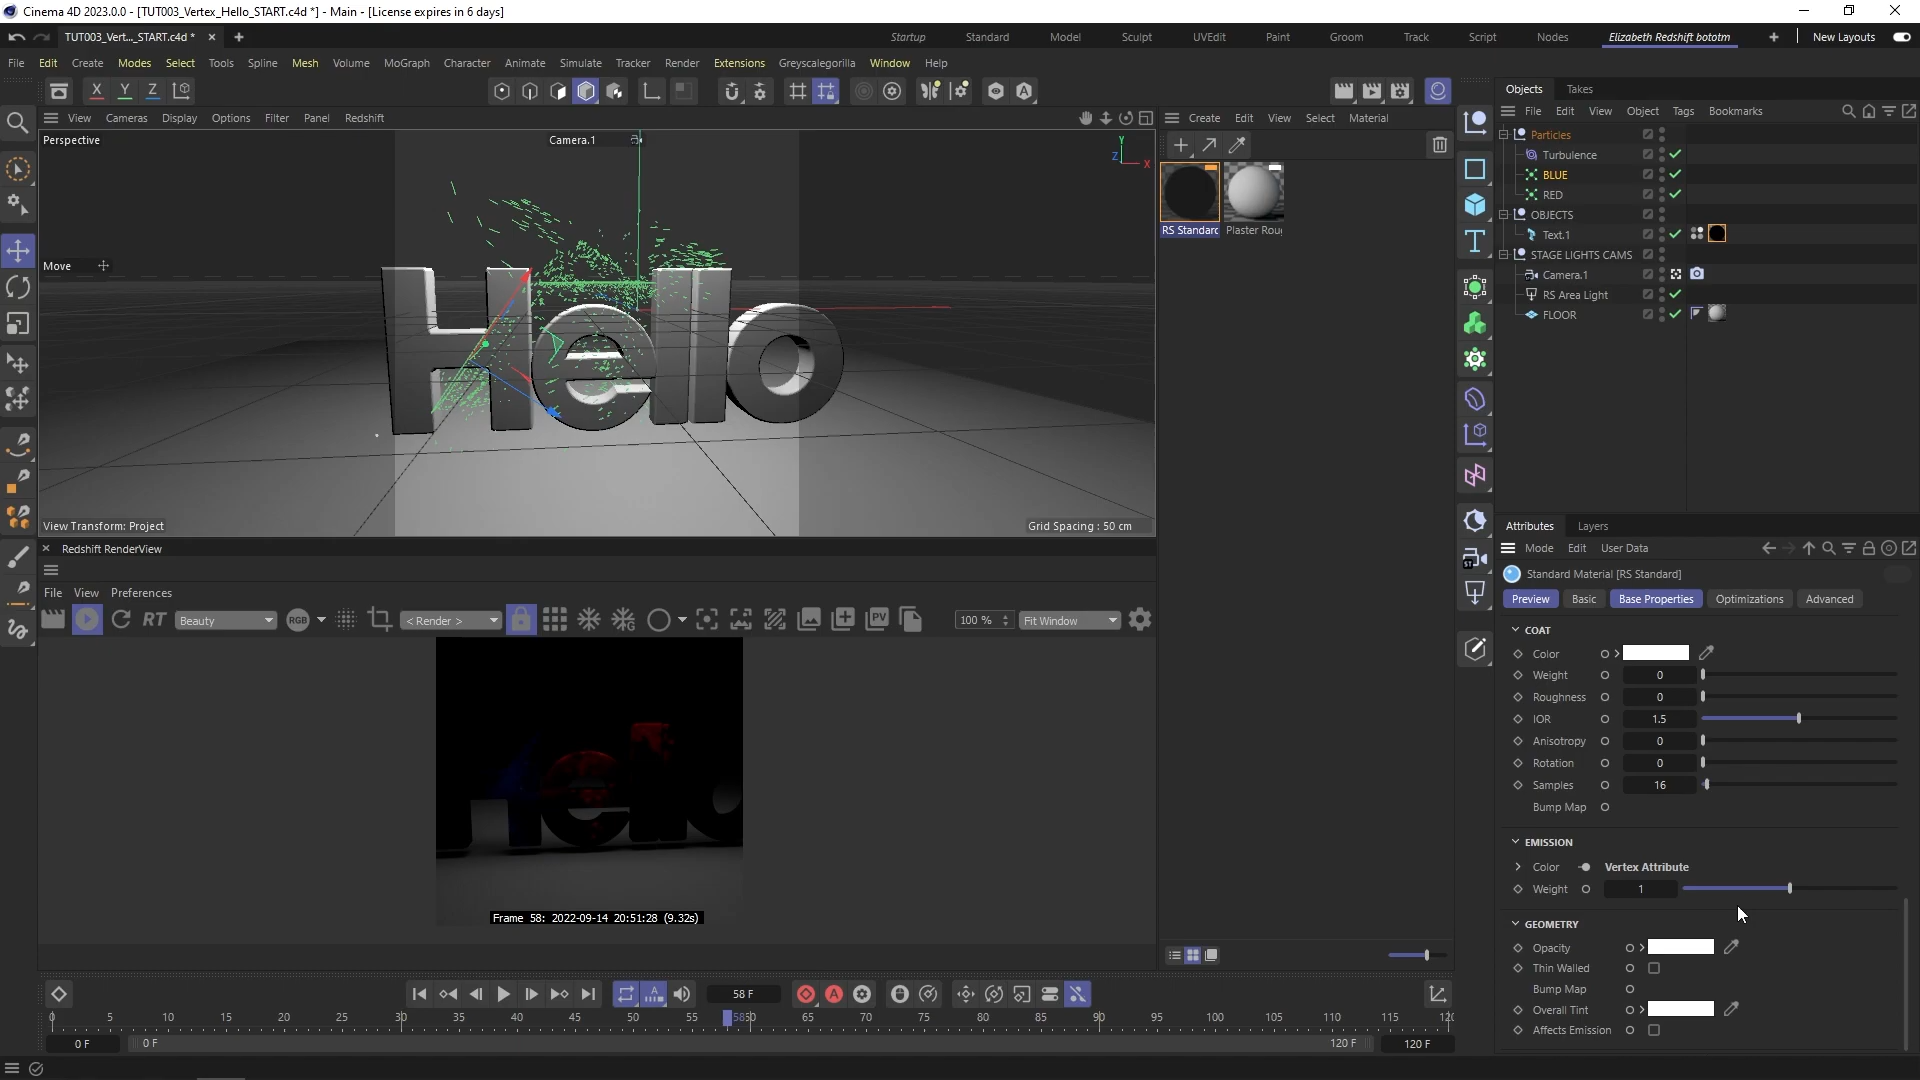 Cinema 4D 2023.0.0 - [TUT003_Vertex_Hello_START.c4d *] - Main - [License expires in 6 days]
TUT003_Vert..._START.c4d *
Startup Standard Model Sculpt UVEdit Paint Groom Track Script Nodes Elizabeth Redshift bototm New Layouts
File Edit Create Modes Select Tools Spline Mesh Volume MoGraph Character Animate Simulate Tracker Render Extensions Greyscalegorilla Window Help
X Y Z
Objects Takes
File Edit View Object Tags Bookmarks
View Cameras Display Options Filter Panel Redshift
Create Edit View Select Material
Perspective
Camera.1
Y
Z X
Move
RS Standard
Plaster Rou
View Transform: Project
Grid Spacing : 50 cm
Particles
Turbulence
BLUE
RED
OBJECTS
Text.1
STAGE LIGHTS CAMS
Camera.1
RS Area Light
FLOOR
Redshift RenderView
File View Preferences
RT Beauty RGB < Render > PV 100 % Fit Window
Hello
Frame 58: 2022-09-14 20:51:28 (9.32s)
Hello
Attributes Layers
Mode Edit User Data
Standard Material [RS Standard]
Preview Basic Base Properties Optimizations Advanced
COAT
Color
Weight 0
Roughness 0
IOR 1.5
Anisotropy 0
Rotation 0
Samples 16
Bump Map
EMISSION
Color Vertex Attribute
Weight 1
GEOMETRY
Opacity
Thin Walled
Bump Map
Overall Tint
Affects Emission
58 F
0 5 10 15 20 25 30 35 40 45 50 55 58 60 65 70 75 80 85 90 95 100 105 110 115 120
0 F 0 F 120 F 120 F